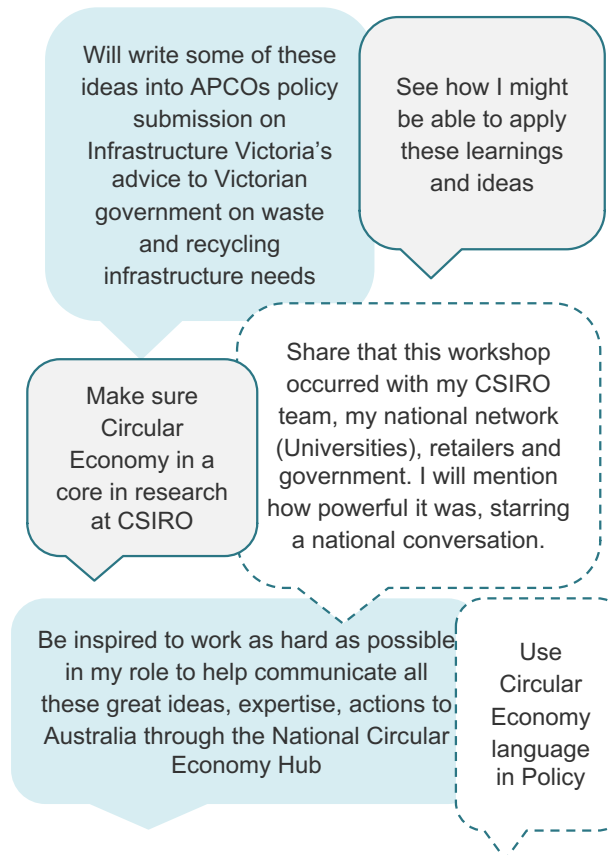 Will write some of these
ideas into APCOs policy
submission on
Infrastructure Victoria's
advice to Victorian
government on waste
and recycling
infrastructure needs
See how I might
be able to apply
these learnings
and ideas
Make sure
Circular
Economy in a
core in research
at CSIRO
Share that this workshop
occurred with my CSIRO
team, my national network
(Universities), retailers and
government. I will mention
how powerful it was, starring
a national conversation.
Be inspired to work as hard as possible
in my role to help communicate all
these great ideas, expertise, actions to
Australia through the National Circular
Economy Hub
Use
Circular
Economy
language
in Policy